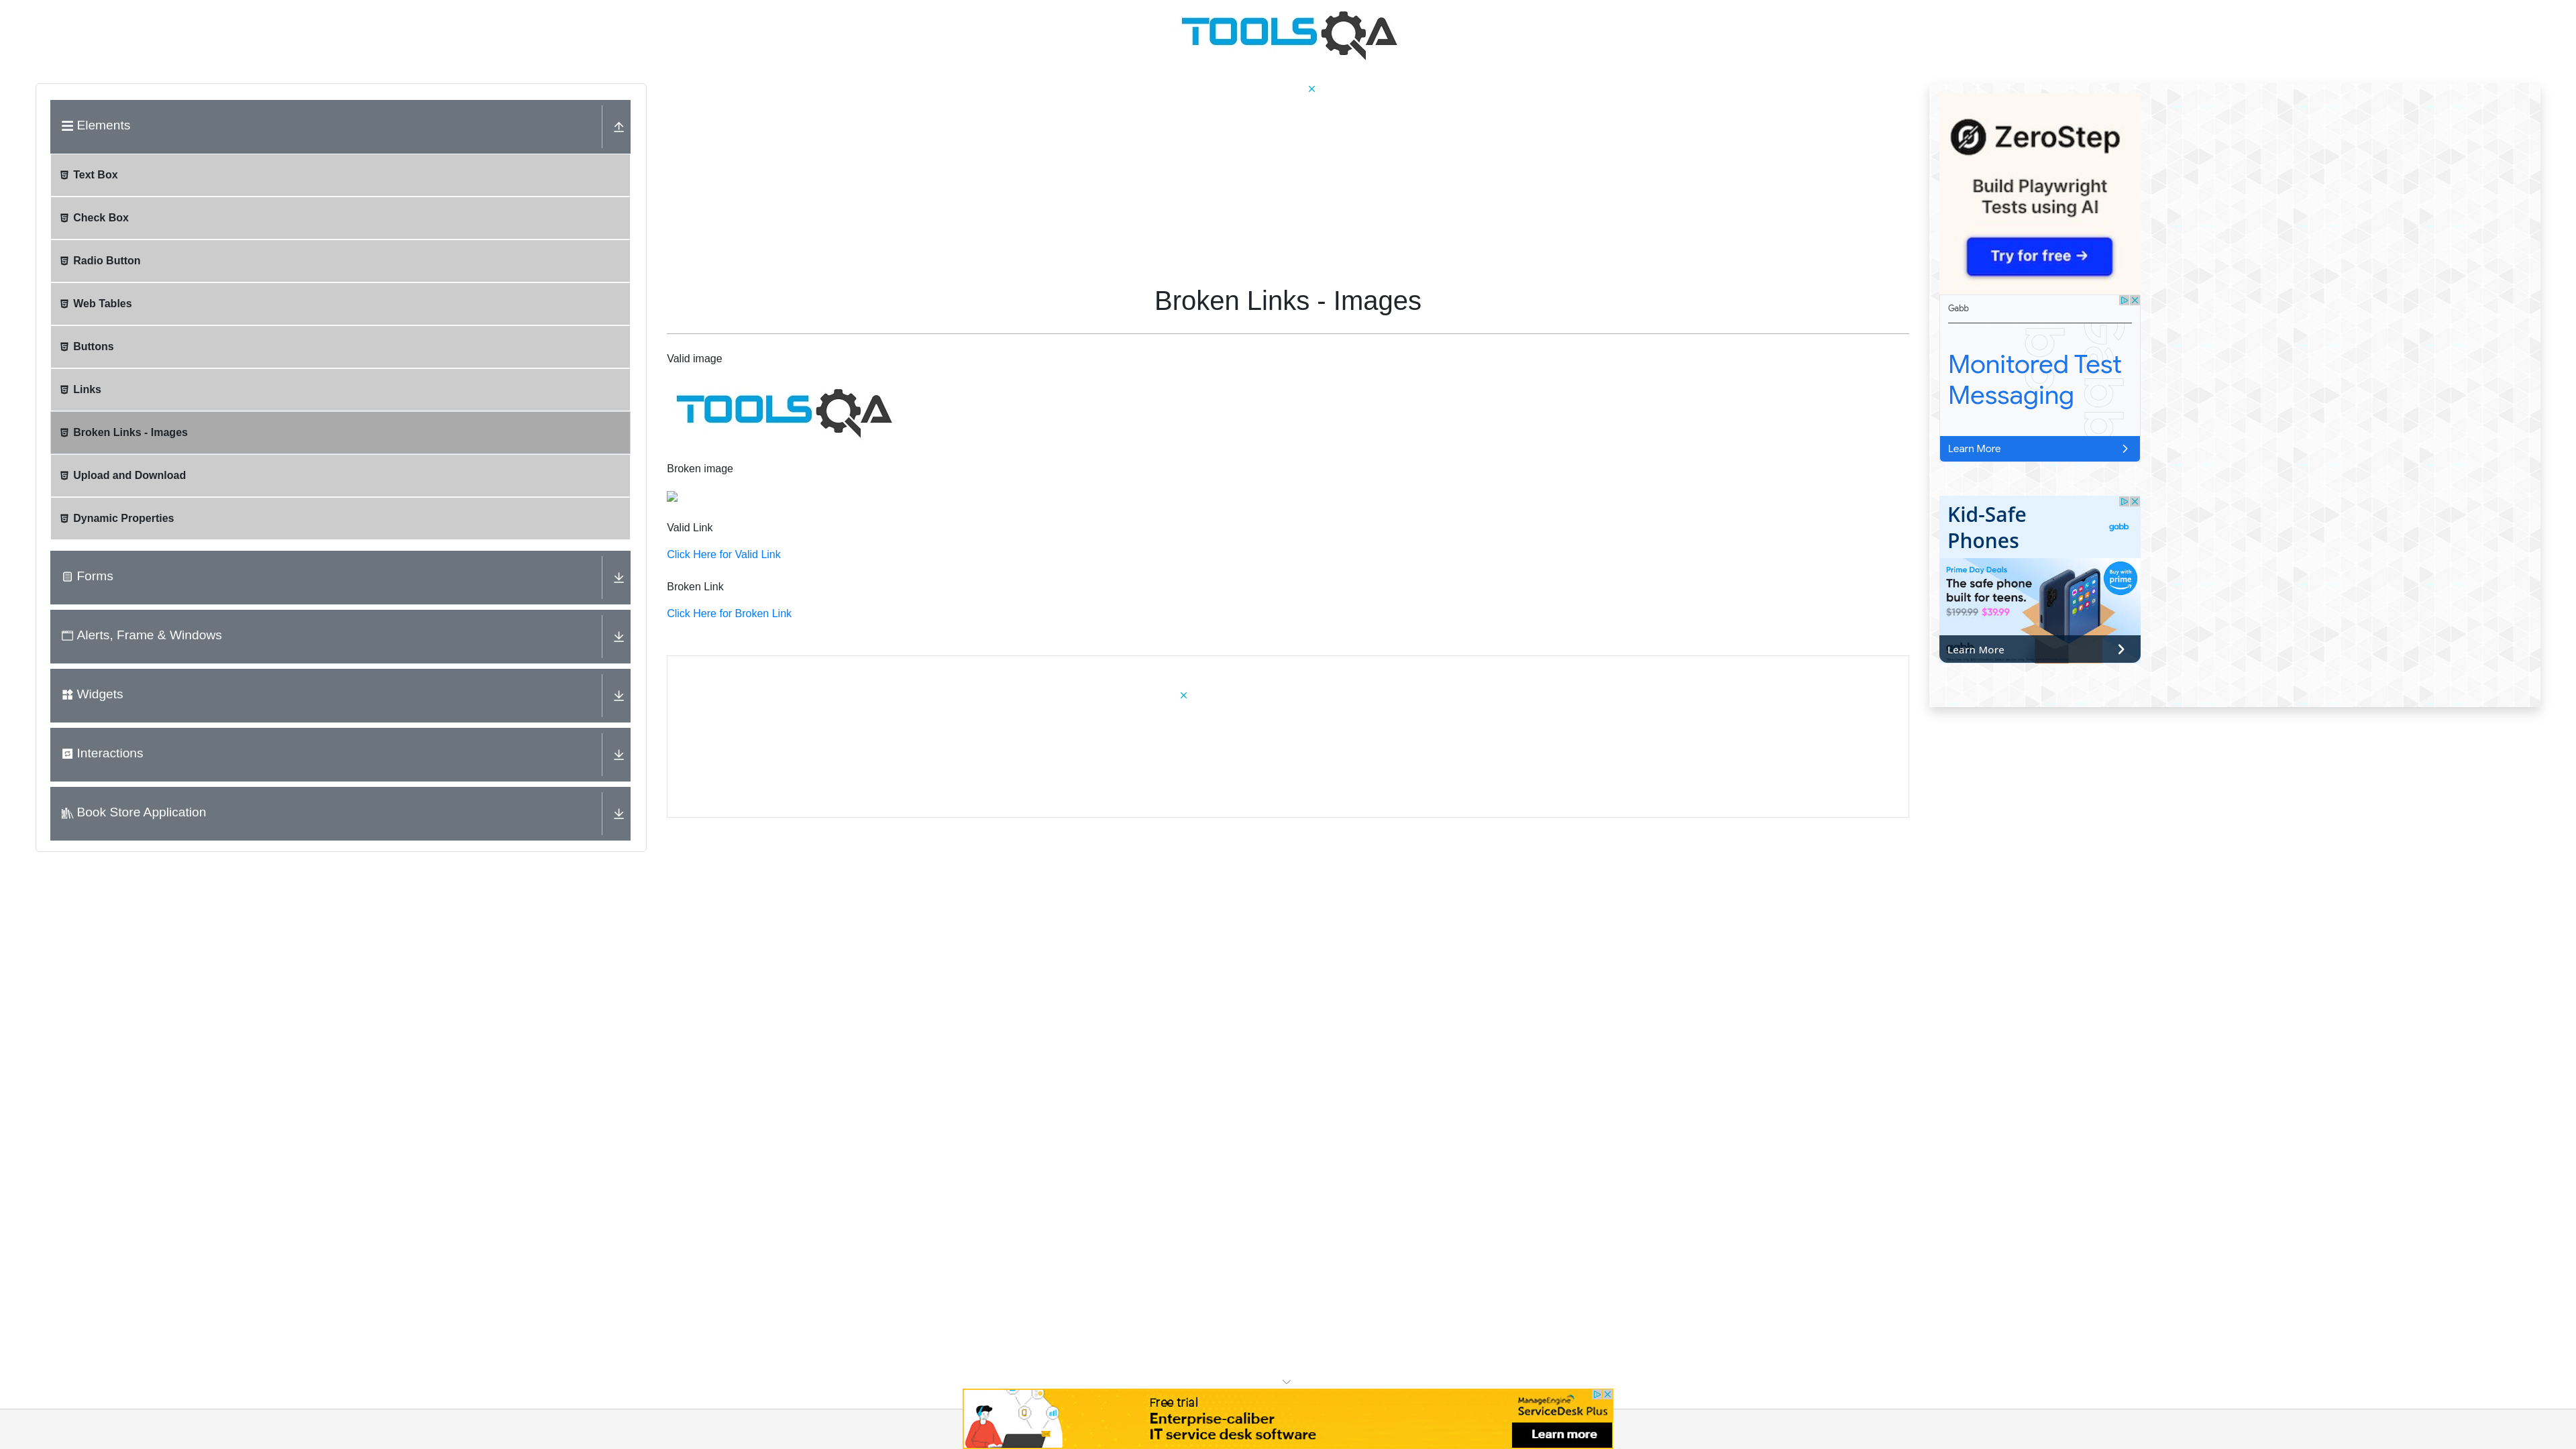 TOOLSQA
Elements
Text Box
Check Box
Radio Button
Web Tables
Buttons
Links
Broken Links - Images
Upload and Download
Dynamic Properties
Forms
Alerts, Frame & Windows
Widgets
Interactions
Book Store Application
Broken Links - Images
Valid image
TOOLSQA
Broken image
Valid Link
Click Here for Valid Link
Broken Link
Click Here for Broken Link
ZeroStep
Build Playwright
Tests using AI
Try for free →
Gabb
Monitored Test
Messaging
Learn More
Kid-Safe
Phones
gabb
Prime Day Deals
The safe phone
built for teens.
$199.99 $39.99
Buy with
prime
Learn More
Free trial
Enterprise-caliber
IT service desk software
ManageEngine
ServiceDesk Plus
Learn more